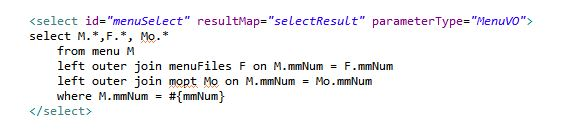 <select id="menuSelect" resultMap="selectResult" parameterType="MenuVO">
select M.*,F.*, Mo.*
from menu M
left outer join menuFiles F on M.mmNum = F.mmNum
left outer join mopt Mo on M.mmNum = Mo.mmNum
where M.mmNum = #{mmNum}
</select>